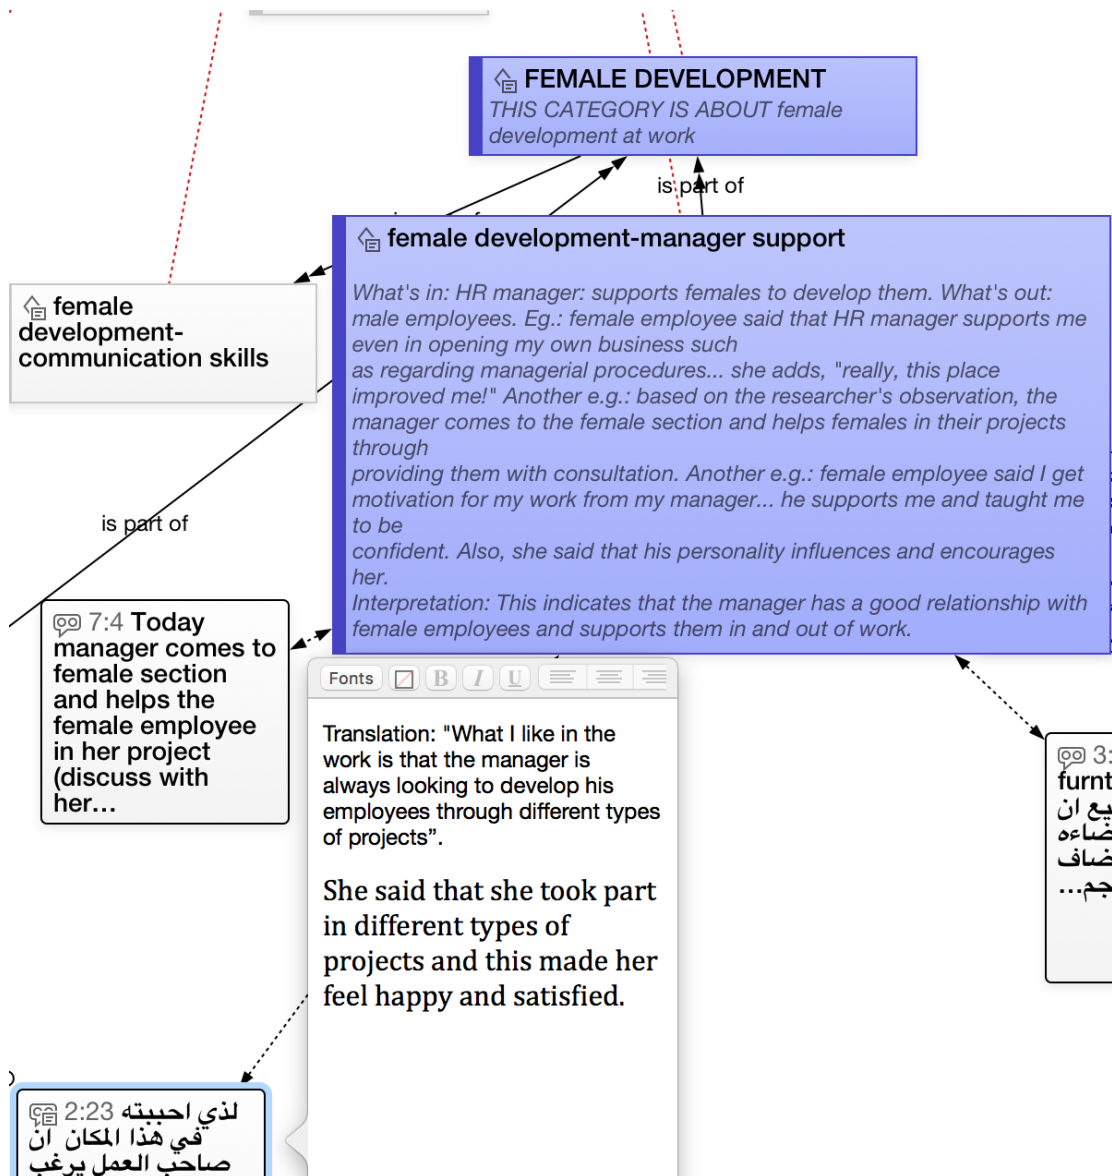 FEMALE DEVELOPMENT
THIS CATEGORY IS ABOUT female
development at work
is part of
female development-manager support
What's in: HR manager: supports females to develop them. What's out:
male employees. Eg.: female employee said that HR manager supports me
even in opening my own business such
as regarding managerial procedures... she adds, "really, this place
improved me!" Another e.g.: based on the researcher's observation, the
manager comes to the female section and helps females in their projects
through
providing them with consultation. Another e.g.: female employee said I get
motivation for my work from my manager... he supports me and taught me
to be
confident. Also, she said that his personality influences and encourages
her.
Interpretation: This indicates that the manager has a good relationship with
female employees and supports them in and out of work.
female
development-
communication skills
is part of
7:4 Today
manager comes to
female section
and helps the
female employee
in her project
(discuss with
her...
Fonts B I U
Translation: "What I like in the
work is that the manager is
always looking to develop his
employees through different types
of projects”.
She said that she took part
in different types of
projects and this made her
feel happy and satisfied.
3:
furnt
يع ان
ضاءه
ضاف
جم...
2:23 لذي احببته
في هذا المكان ان
صاحب العمل يرغب